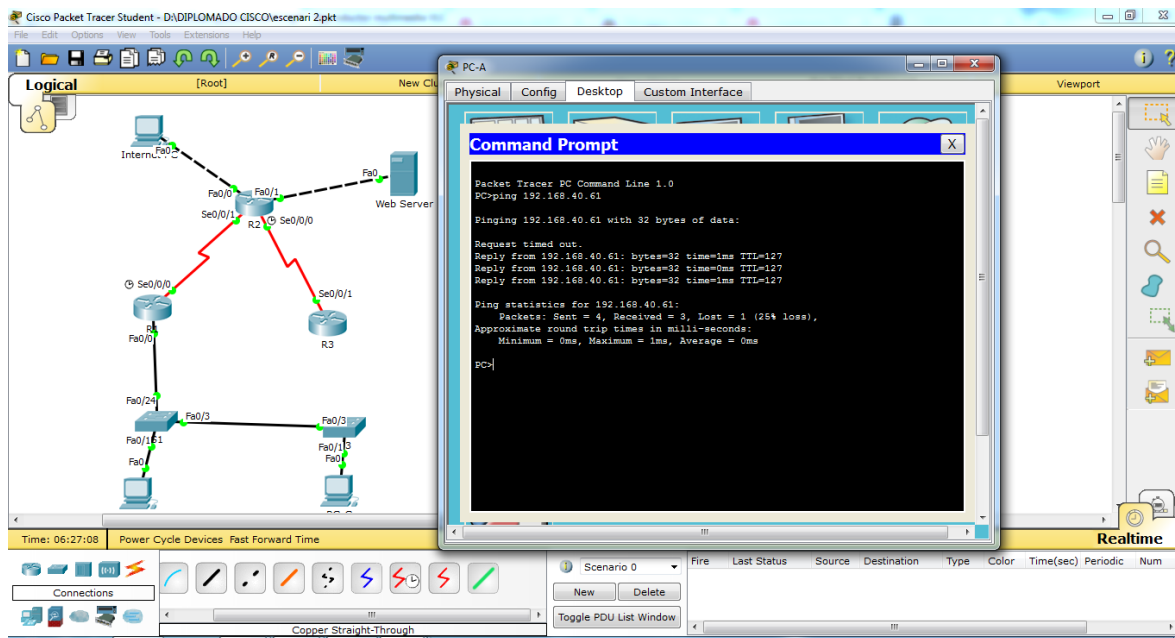 Cisco Packet Tracer Student - D:\DIPLOMADO CISCO\escenari 2.pkt
File Edit Options View Tools Extensions Help
Logical
[Root]
New Clu
Viewport
Fa0
Fa0/0
Fa0/1
Fa0
Web Server
Se0/0/1
R2
Se0/0/0
Se0/0/0
Se0/0/1
Fa0/0
R3
Fa0/24
Fa0/3
Fa0/3
Fa0/1
Fa0/1
Fa0
Fa0
PC-A
Physical
Config
Desktop
Custom Interface
Command Prompt
X
Packet Tracer PC Command Line 1.0
PC>ping 192.168.40.61
Pinging 192.168.40.61 with 32 bytes of data:
Request timed out.
Reply from 192.168.40.61: bytes=32 time=1ms TTL=127
Reply from 192.168.40.61: bytes=32 time=0ms TTL=127
Reply from 192.168.40.61: bytes=32 time=1ms TTL=127
Ping statistics for 192.168.40.61:
Packets: Sent = 4, Received = 3, Lost = 1 (25% loss),
Approximate round trip times in milli-seconds:
Minimum = 0ms, Maximum = 1ms, Average = 0ms
PC>
Time: 06:27:08
Power Cycle Devices Fast Forward Time
Realtime
Connections
Copper Straight-Through
Scenario 0
New
Delete
Toggle PDU List Window
Fire Last Status Source Destination Type Color Time(sec) Periodic Num